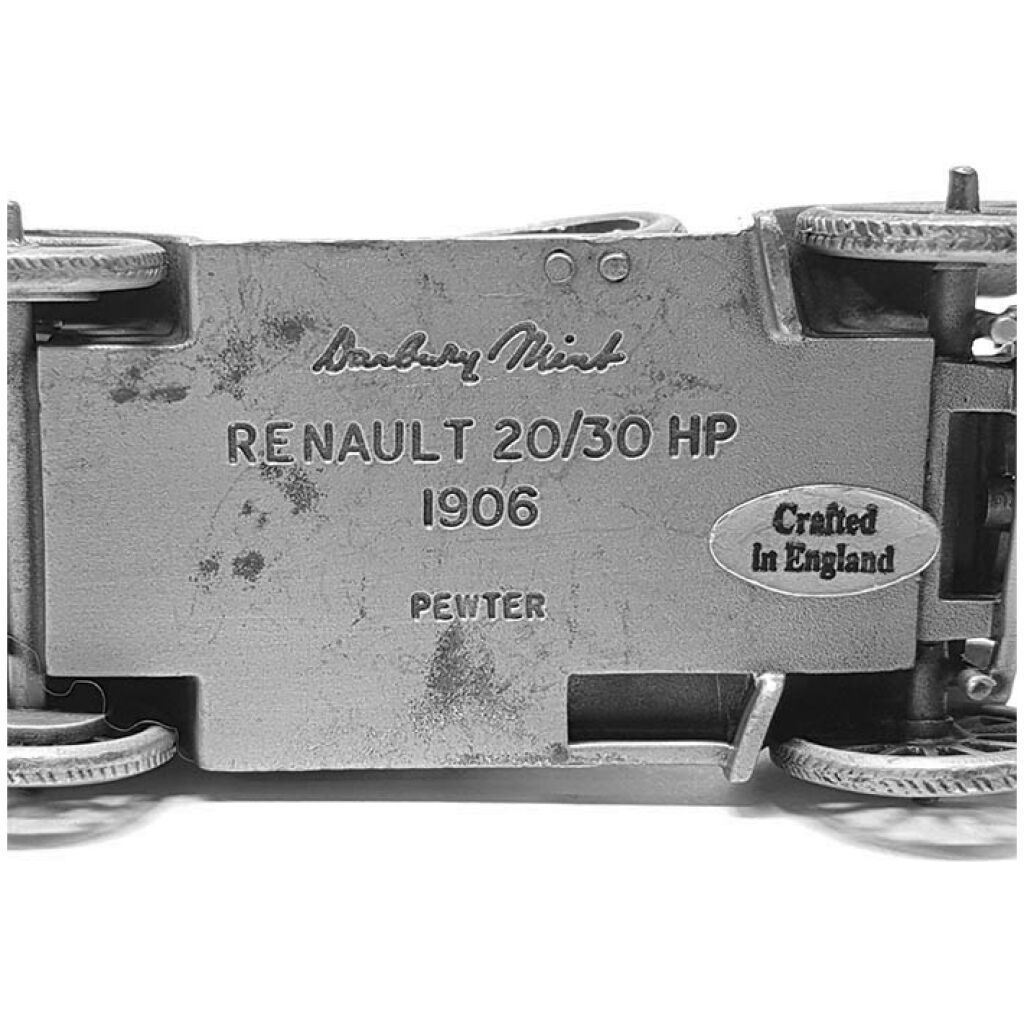 Danbury Mint
RENAULT 20/30 HP
1906
PEWTER
Crafted
in England